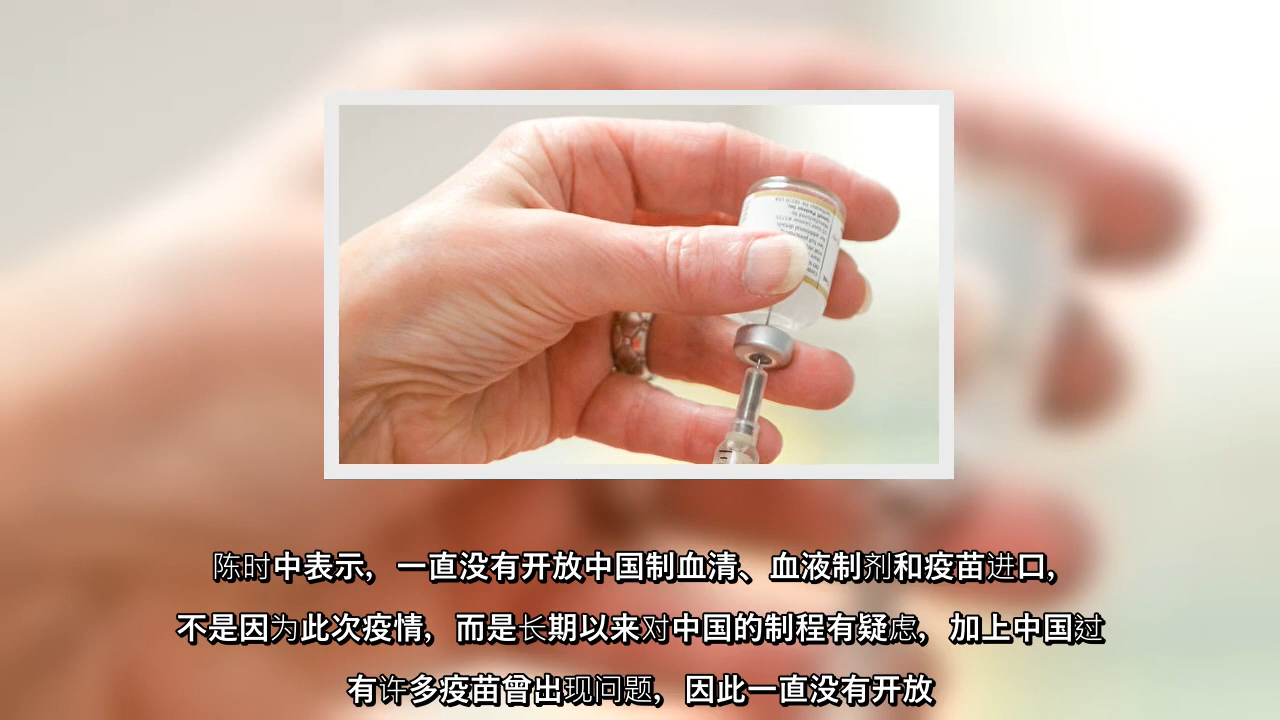 陈时中表示，一直没有开放中国制血清、血液制剂和疫苗进口，
不是因为此次疫情，而是长期以来对中国的制程有疑虑，加上中国过
有许多疫苗曾出现问题，因此一直没有开放